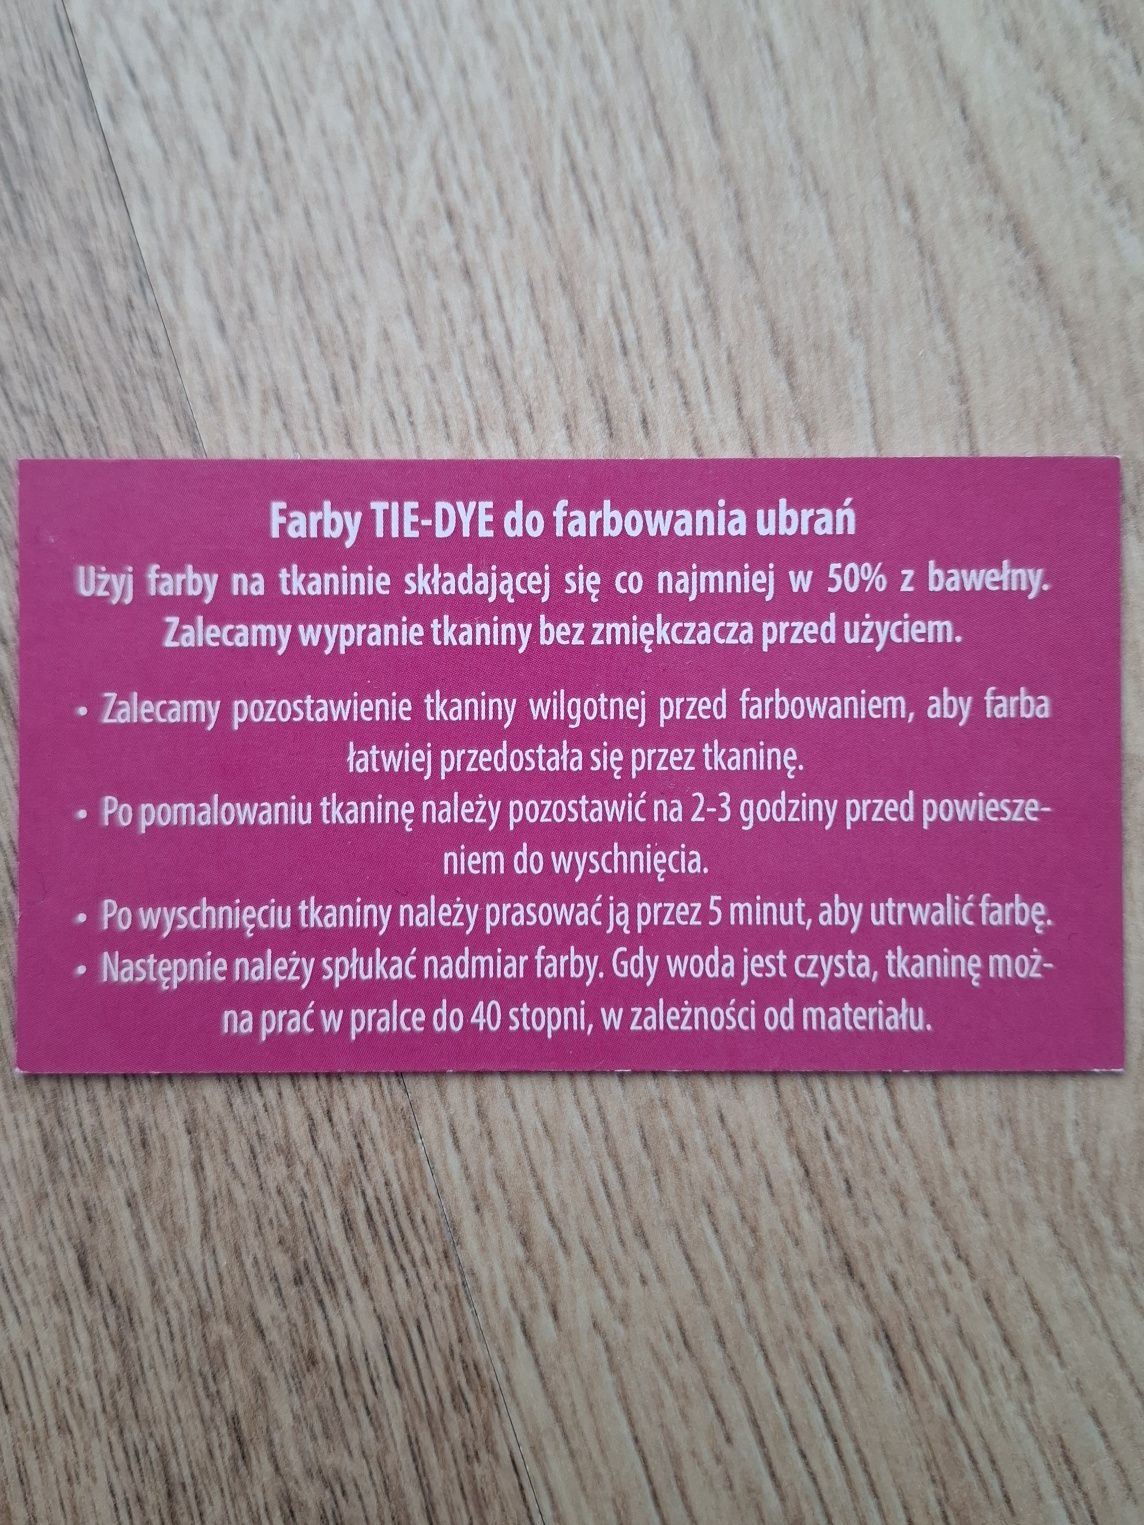 Farby TIE-DYE do farbowania ubrań
Użyj farby na tkaninie składającej się co najmniej w 50% z bawełny.
Zalecamy wypranie tkaniny bez zmiękczacza przed użyciem.
• Zalecamy pozostawienie tkaniny wilgotnej przed farbowaniem, aby farba
łatwiej przedostała się przez tkaninę.
• Po pomalowaniu tkaninę należy pozostawić na 2-3 godziny przed powiesze-
niem do wyschnięcia.
• Po wyschnięciu tkaniny należy prasować ją przez 5 minut, aby utrwalić farbę.
• Następnie należy spłukać nadmiar farby. Gdy woda jest czysta, tkaninę moż-
na prać w pralce do 40 stopni, w zależności od materiału.